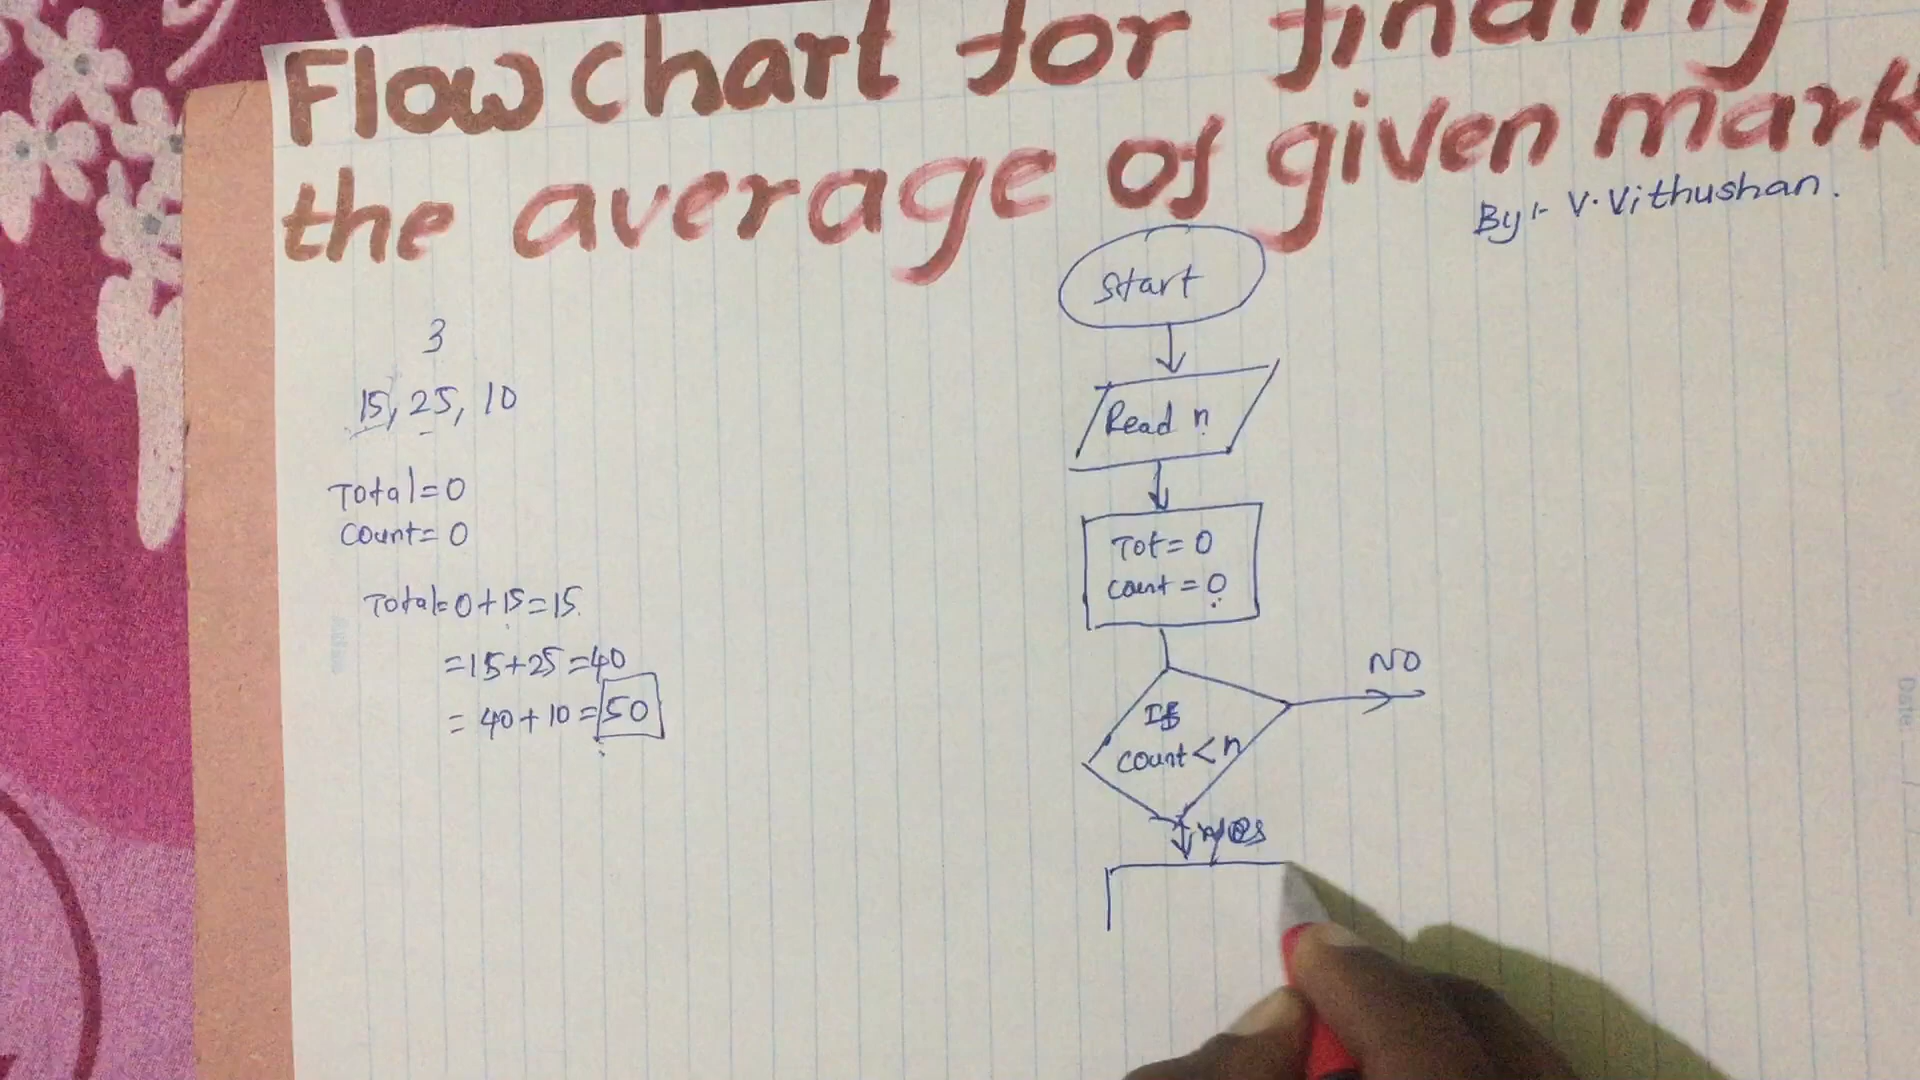 Flow chart for finding
the average of given mark
By:- V. Vithushan.
3
15, 25, 10
Total = 0
Count = 0
Total = 0 + 15 = 15
= 15 + 25 = 40
= 40 + 10 = 50
Start
Read n
Tot = 0
count = 0
If
count < n
NO
yes
Date